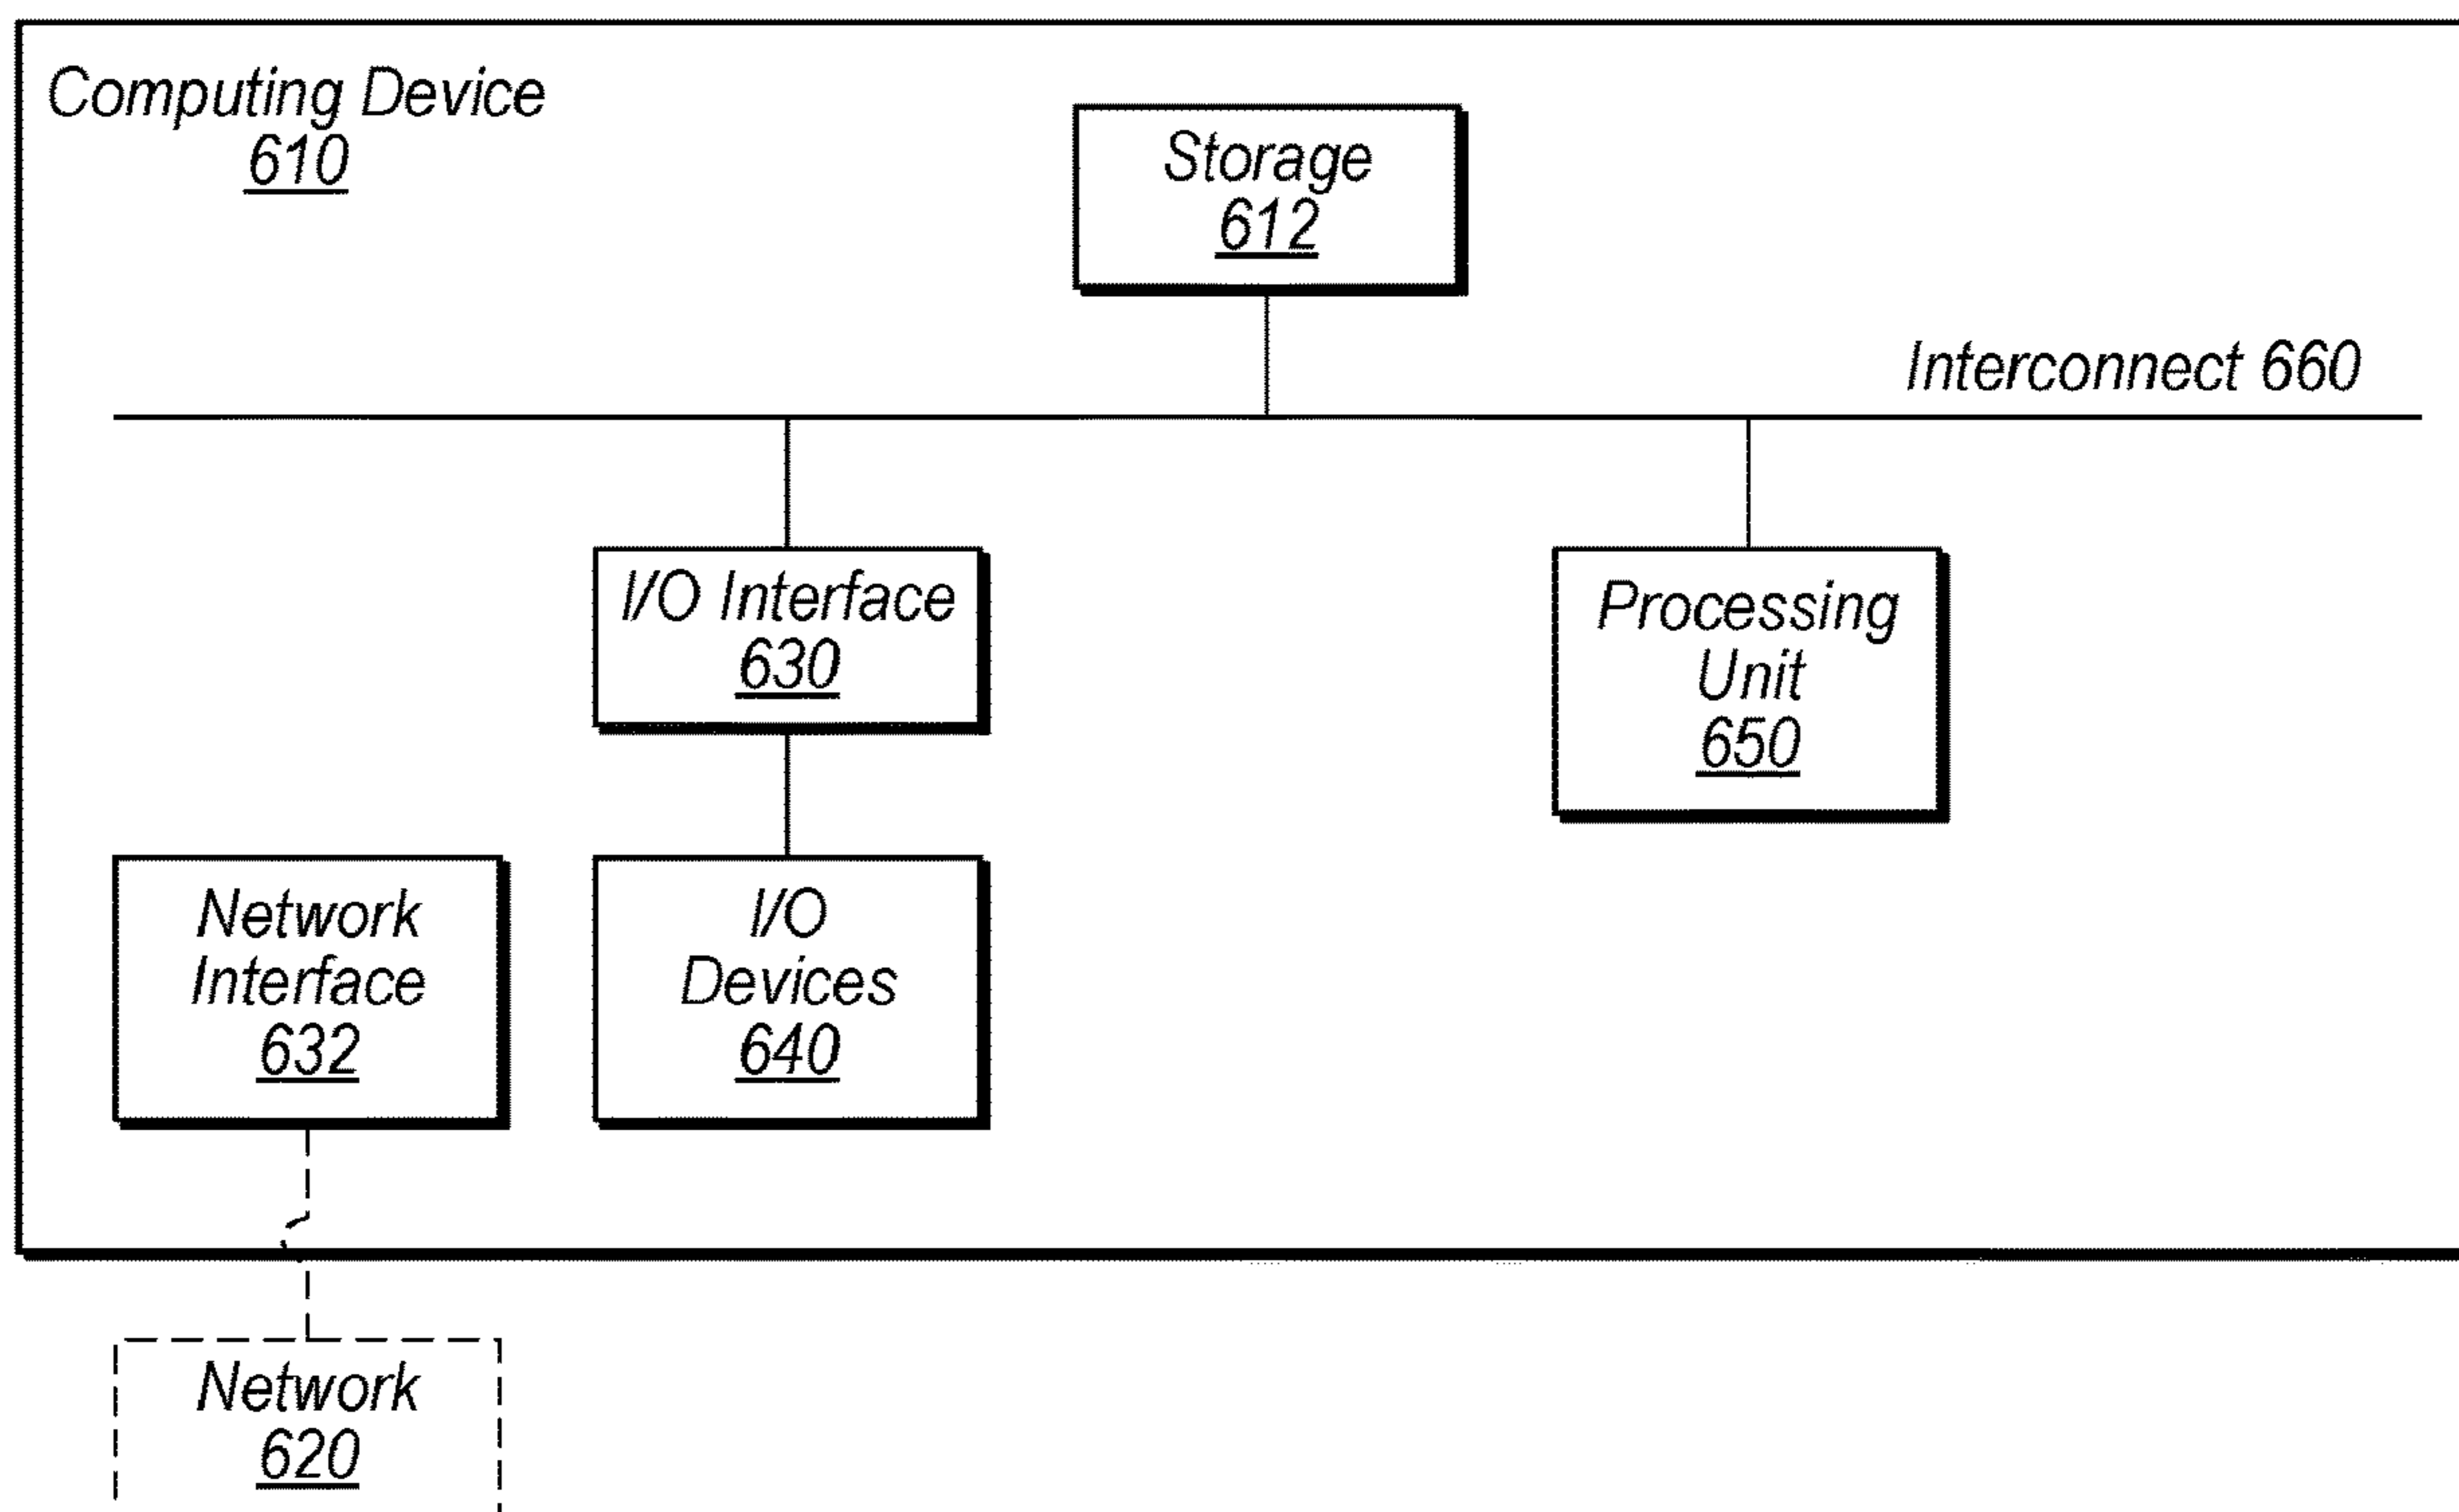 Computing Device
610
Storage
612
Interconnect 660
I/O Interface
630
Processing
Unit
650
Network
Interface
632
I/O
Devices
640
Network
620